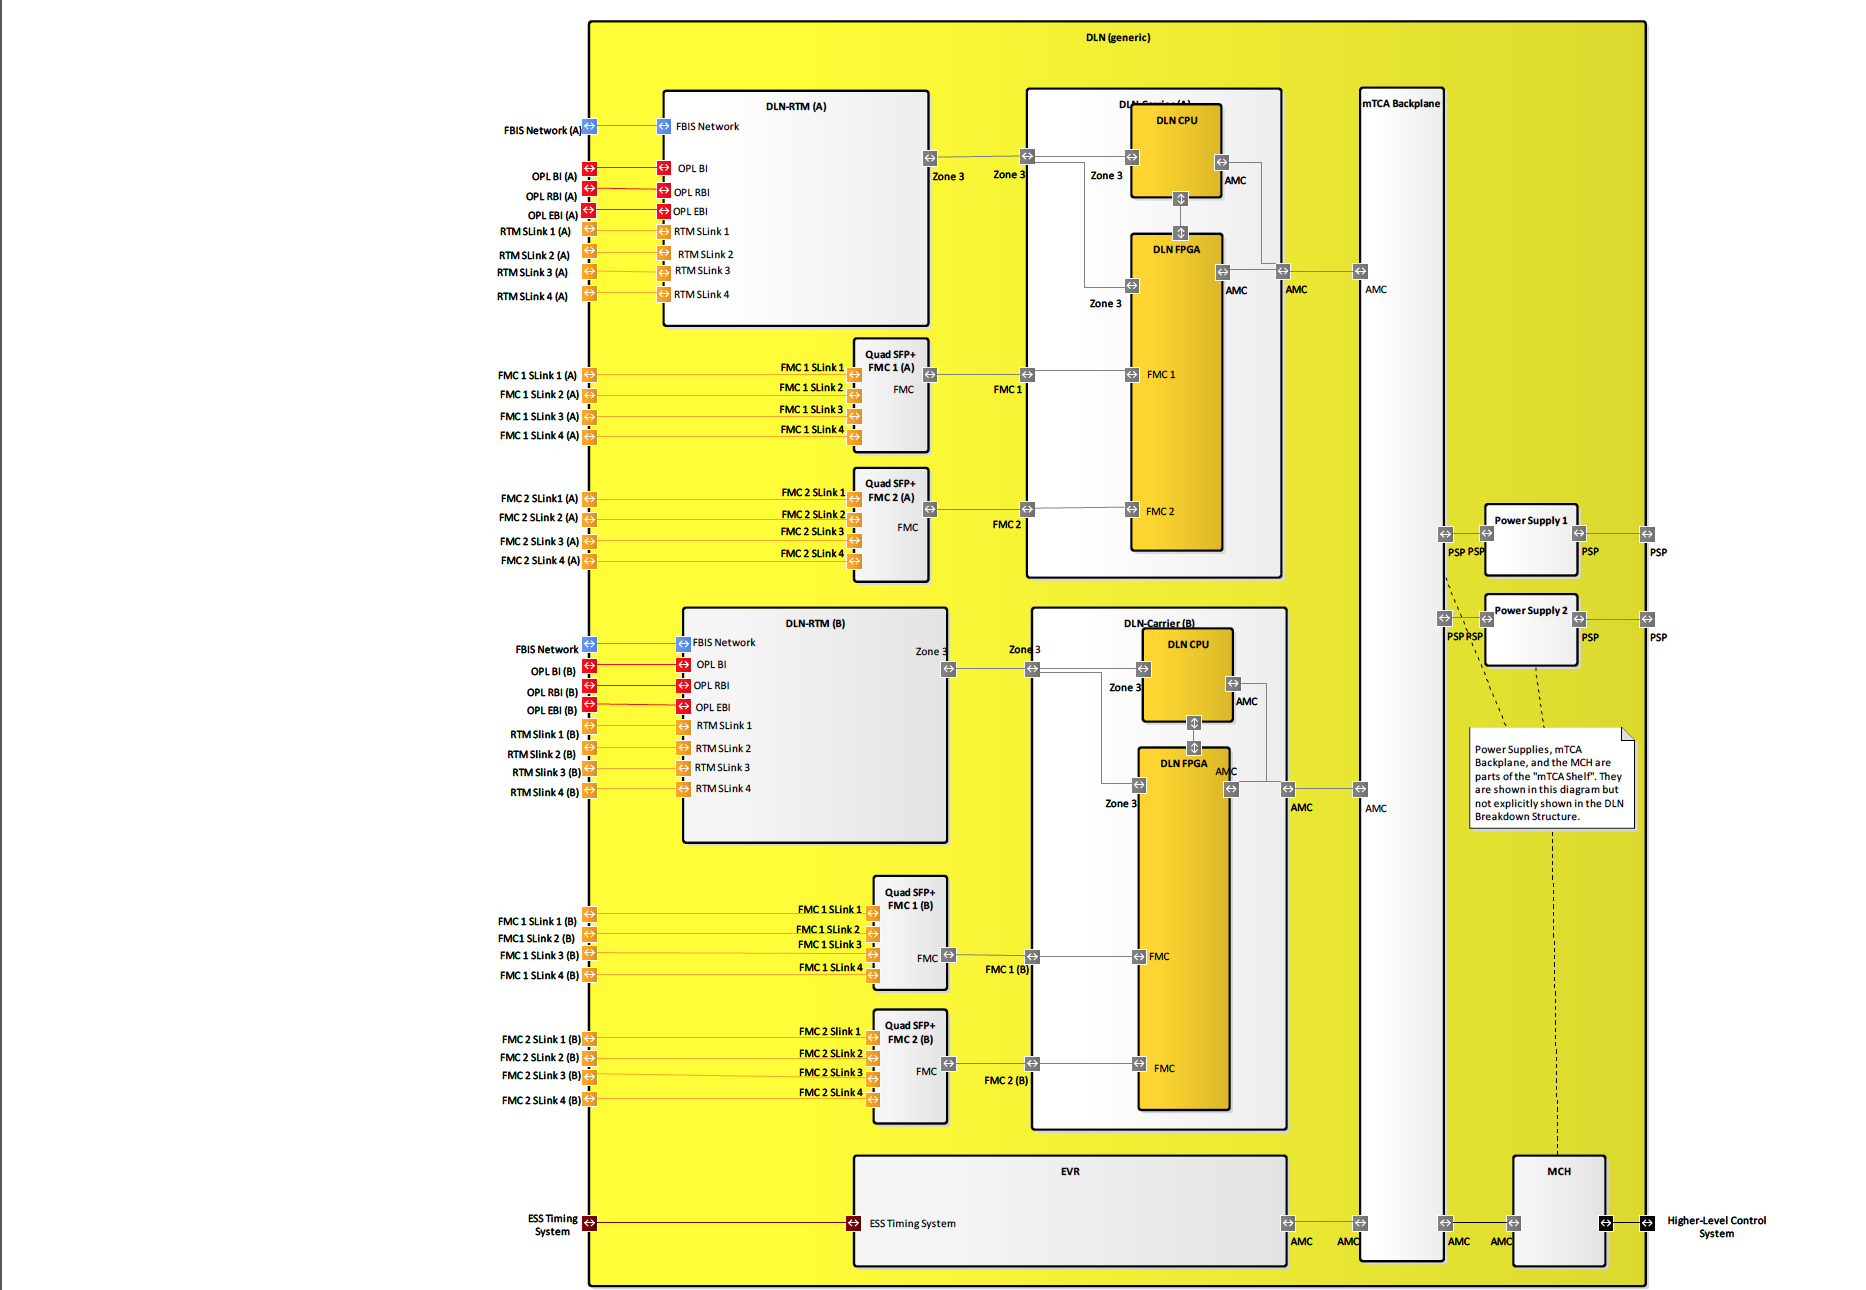 DLN (generic)
DLN-RTM (A)
FBIS Network (A)
FBIS Network
OPL BI (A)
OPL BI
OPL RBI (A)
OPL RBI
OPL EBI (A)
OPL EBI
RTM SLink 1 (A)
RTM SLink 1
RTM SLink 2 (A)
RTM SLink 2
RTM SLink 3 (A)
RTM SLink 3
RTM SLink 4 (A)
RTM SLink 4
Zone 3
Zone 3
DLN-Carrier (A)
DLN CPU
Zone 3
AMC
DLN FPGA
Zone 3
AMC
AMC
FMC 1
FMC 2
mTCA Backplane
AMC
Quad SFP+
FMC 1 (A)
FMC
FMC 1 SLink 1 (A)
FMC 1 SLink 1
FMC 1 SLink 2 (A)
FMC 1 SLink 2
FMC 1 SLink 3 (A)
FMC 1 SLink 3
FMC 1 SLink 4 (A)
FMC 1 SLink 4
FMC 1
Quad SFP+
FMC 2 (A)
FMC
FMC 2 SLink1 (A)
FMC 2 SLink 1
FMC 2 SLink 2 (A)
FMC 2 SLink 2
FMC 2 SLink 3 (A)
FMC 2 SLink 3
FMC 2 SLink 4 (A)
FMC 2 SLink 4
FMC 2
Power Supply 1
PSP
PSP
PSP
PSP
Power Supply 2
PSP
PSP
PSP
PSP
DLN-RTM (B)
FBIS Network
FBIS Network
OPL BI (B)
OPL BI
OPL RBI (B)
OPL RBI
OPL EBI (B)
OPL EBI
RTM Slink 1 (B)
RTM SLink 1
RTM Slink 2 (B)
RTM SLink 2
RTM Slink 3 (B)
RTM SLink 3
RTM Slink 4 (B)
RTM SLink 4
Zone 3
Zone 3
DLN-Carrier (B)
DLN CPU
Zone 3
AMC
DLN FPGA
AMC
Zone 3
AMC
FMC
FMC
AMC
Power Supplies, mTCA
Backplane, and the MCH are
parts of the "mTCA Shelf". They
are shown in this diagram but
not explicitly shown in the DLN
Breakdown Structure.
Quad SFP+
FMC 1 (B)
FMC
FMC 1 SLink 1 (B)
FMC 1 SLink 1
FMC1 SLink 2 (B)
FMC 1 SLink 2
FMC 1 SLink 3 (B)
FMC 1 SLink 3
FMC 1 SLink 4 (B)
FMC 1 SLink 4
FMC 1 (B)
Quad SFP+
FMC 2 (B)
FMC
FMC 2 SLink 1 (B)
FMC 2 Slink 1
FMC 2 SLink 2 (B)
FMC 2 SLink 2
FMC 2 SLink 3 (B)
FMC 2 SLink 3
FMC 2 SLink 4 (B)
FMC 2 SLink 4
FMC 2 (B)
EVR
ESS Timing
System
ESS Timing System
AMC
AMC
AMC
AMC
MCH
Higher-Level Control
System